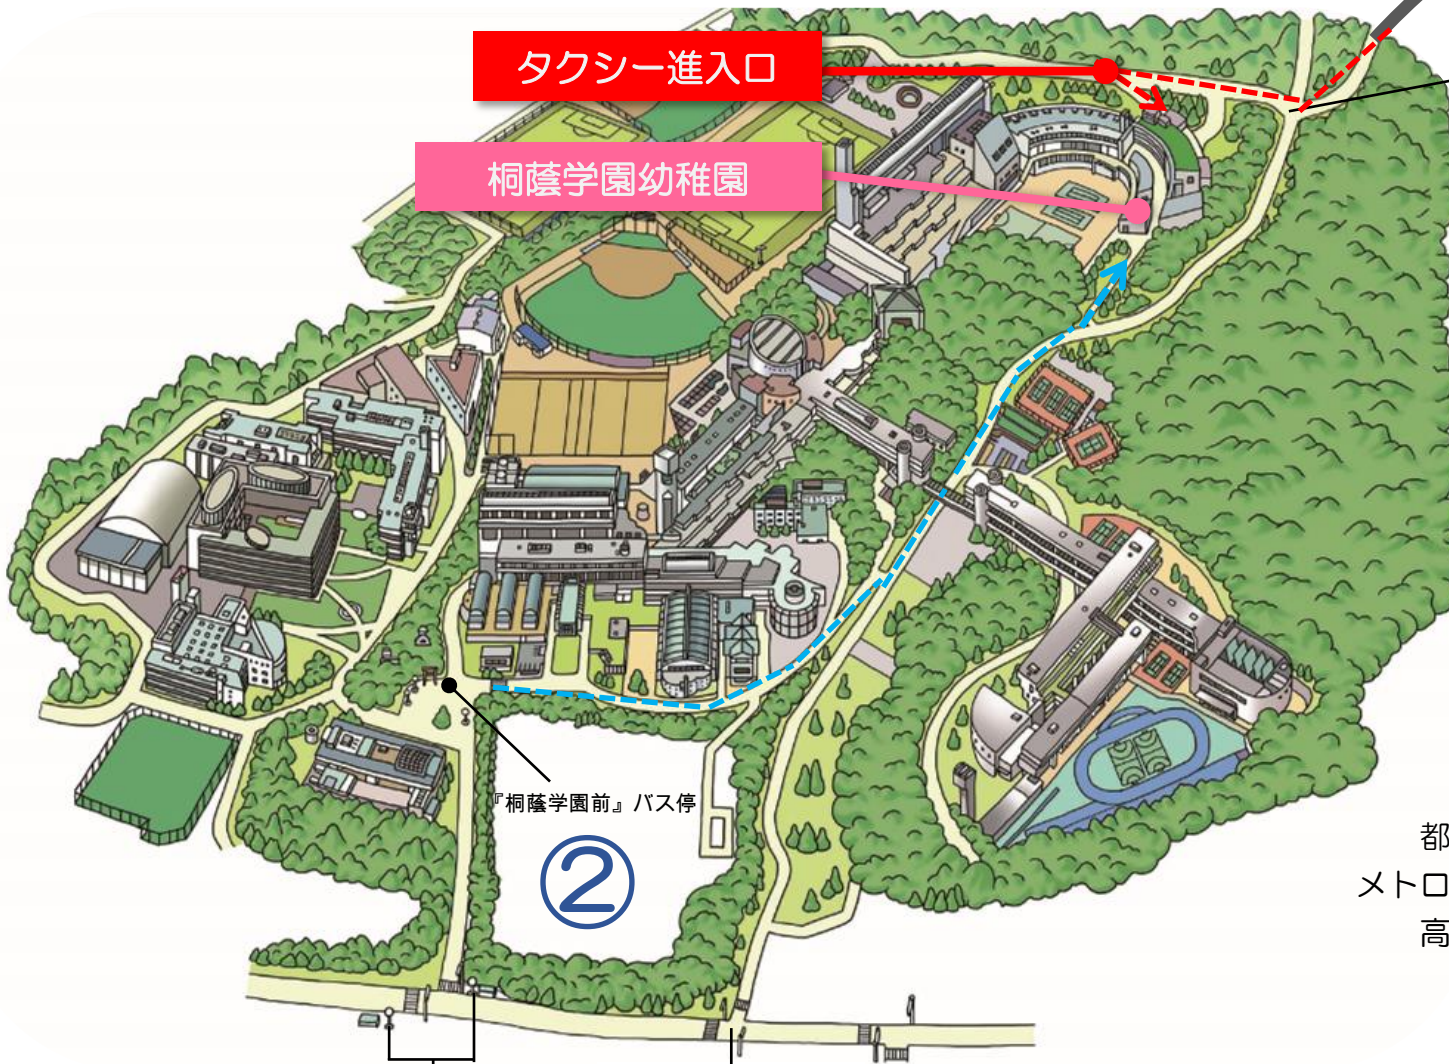 タクシー進入口
桐蔭学園幼稚園
『桐蔭学園前』バス停
②
都
メトロ
高